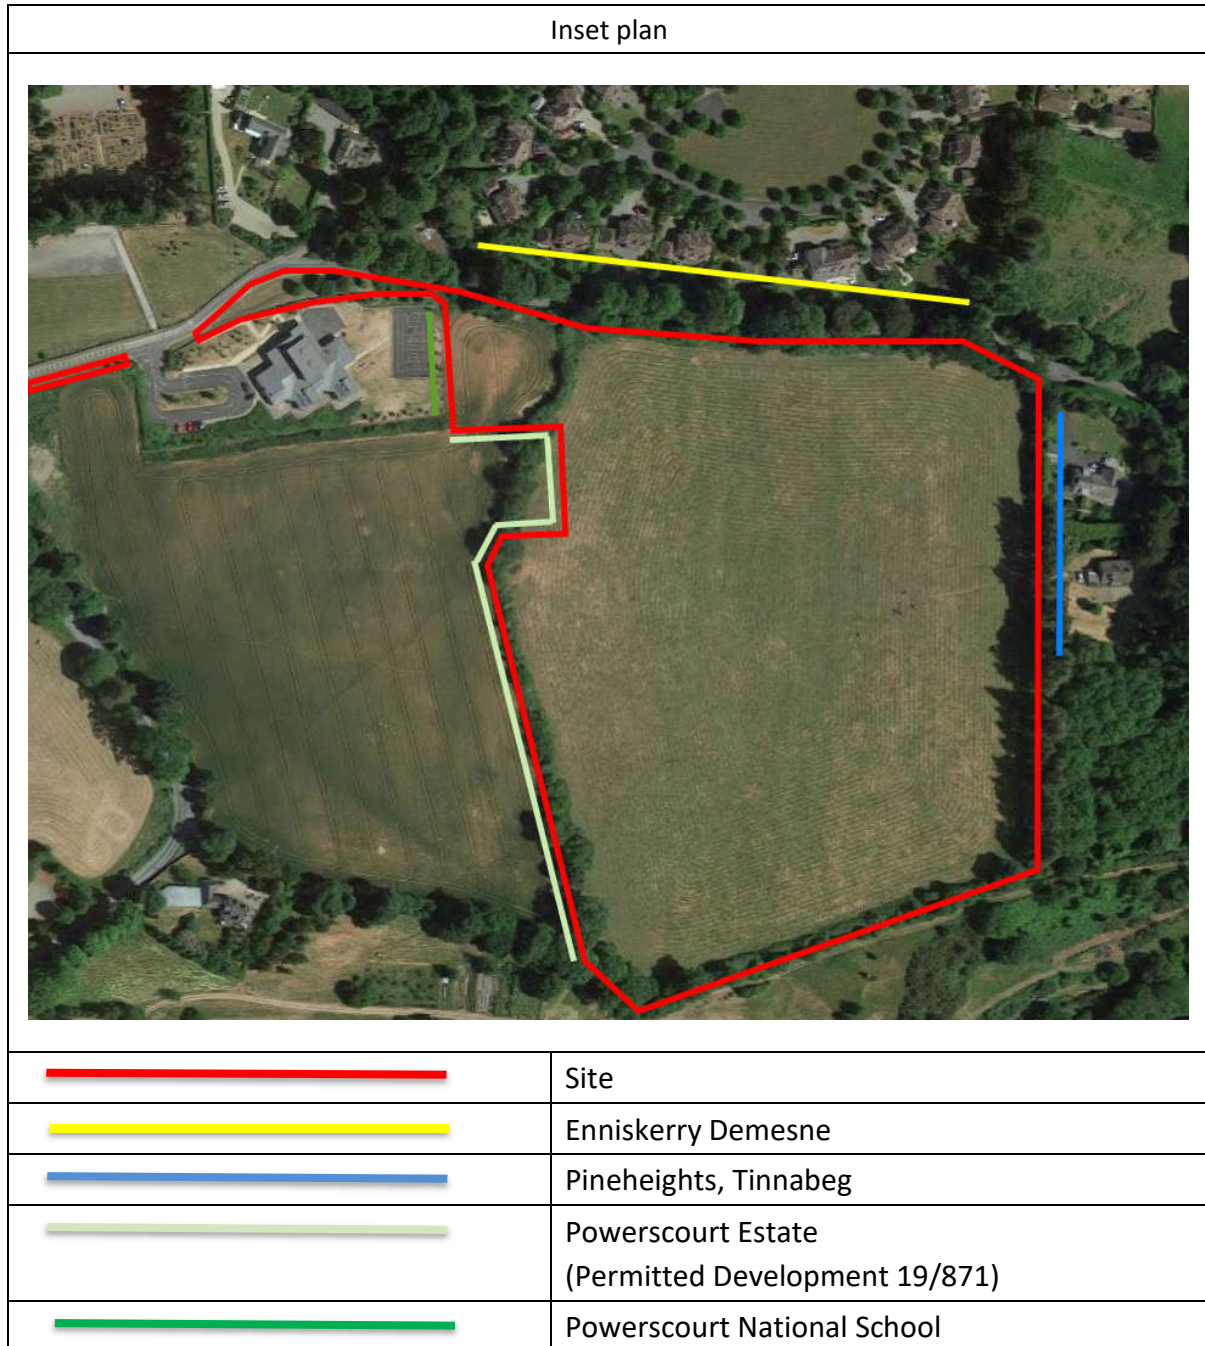 Inset plan
Site
Enniskerry Demesne
Pineheights, Tinnabeg
Powerscourt Estate
(Permitted Development 19/871)
Powerscourt National School